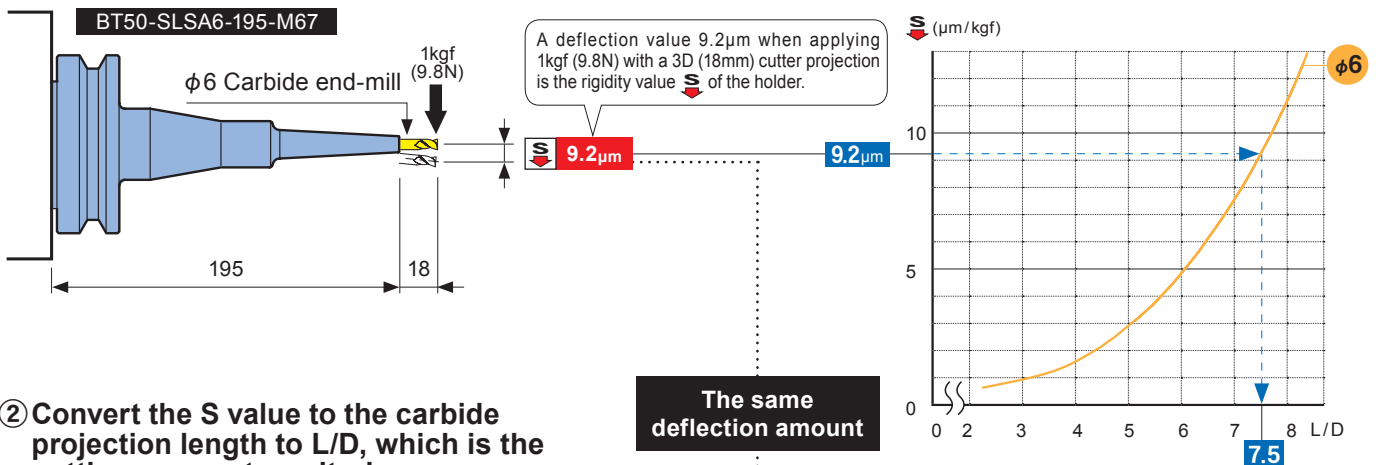 BT50-SLSA6-195-M67
1kgf
(9.8N)
φ6 Carbide end-mill
195
18
A deflection value 9.2μm when applying
1kgf (9.8N) with a 3D (18mm) cutter projection
is the rigidity value S of the holder.
S 9.2μm
9.2μm
S (μm/kgf)
φ6
10
5
0
0 2 3 4 5 6 7 8 L/D
7.5
The same
deflection amount
② Convert the S value to the carbide
projection length to L/D, which is the